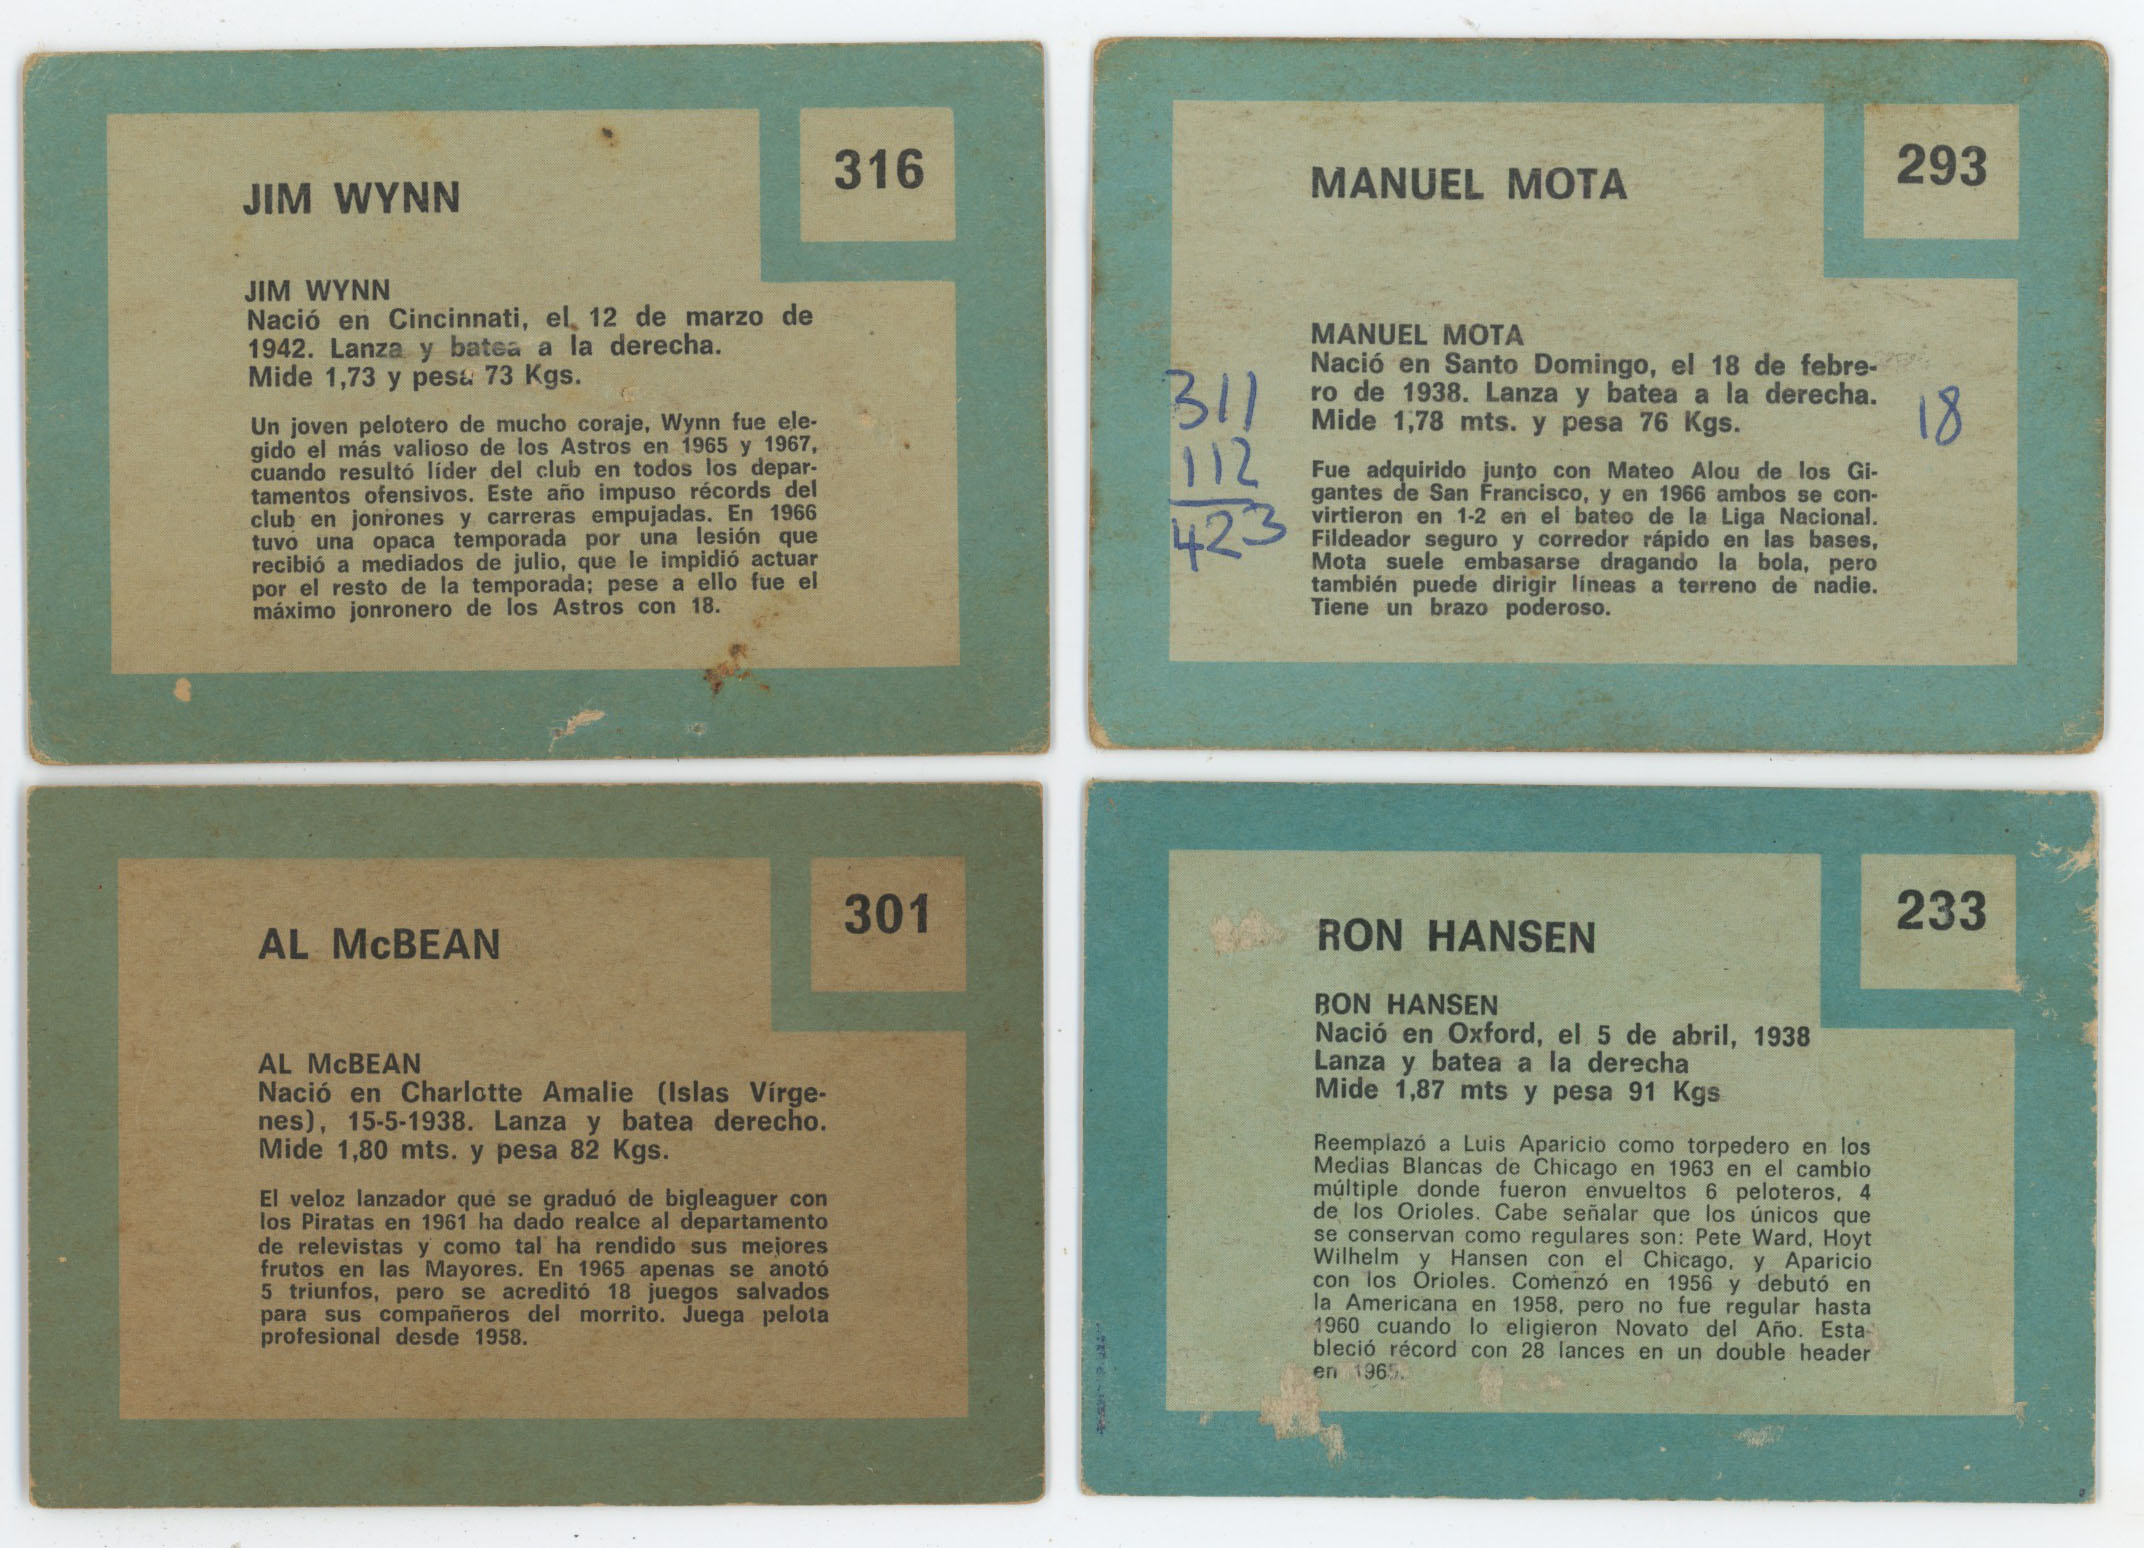 316
JIM WYNN
JIM WYNN
Nació en Cincinnati, el 12 de marzo de
1942. Lanza y batea a la derecha.
Mide 1,73 y pesa 73 Kgs.
Un joven pelotero de mucho coraje, Wynn fue ele-
gido el más valioso de los Astros en 1965 y 1967,
cuando resultó líder del club en todos los depar-
tamentos ofensivos. Este año impuso récords del
club en jonrones y carreras empujadas. En 1966
tuvo una opaca temporada por una lesión que
recibió a mediados de julio, que le impidió actuar
por el resto de la temporada; pese a ello fue el
máximo jonronero de los Astros con 18.
293
MANUEL MOTA
MANUEL MOTA
Nació en Santo Domingo, el 18 de febre-
ro de 1938. Lanza y batea a la derecha.
Mide 1,78 mts. y pesa 76 Kgs.
Fue adquirido junto con Mateo Alou de los Gi-
gantes de San Francisco, y en 1966 ambos se con-
virtieron en 1-2 en el bateo de la Liga Nacional.
Fildeador seguro y corredor rápido en las bases,
Mota suele embasarse dragando la bola, pero
también puede dirigir líneas a terreno de nadie.
Tiene un brazo poderoso.
311
112
423
18
301
AL McBEAN
AL McBEAN
Nació en Charlotte Amalie (Islas Vírge-
nes), 15-5-1938. Lanza y batea derecho.
Mide 1,80 mts. y pesa 82 Kgs.
El veloz lanzador que se graduó de bigleaguer con
los Piratas en 1961 ha dado realce al departamento
de relevistas y como tal ha rendido sus mejores
frutos en las Mayores. En 1965 apenas se anotó
5 triunfos, pero se acreditó 18 juegos salvados
para sus compañeros del morrito. Juega pelota
profesional desde 1958.
233
RON HANSEN
RON HANSEN
Nació en Oxford, el 5 de abril, 1938
Lanza y batea a la derecha
Mide 1,87 mts y pesa 91 Kgs
Reemplazó a Luis Aparicio como torpedero en los
Medias Blancas de Chicago en 1963 en el cambio
múltiple donde fueron envueltos 6 peloteros, 4
de los Orioles. Cabe señalar que los únicos que
se conservan como regulares son: Pete Ward, Hoyt
Wilhelm y Hansen con el Chicago, y Aparicio
con los Orioles. Comenzó en 1956 y debutó en
la Americana en 1958, pero no fue regular hasta
1960 cuando lo eligieron Novato del Año. Esta-
bleció récord con 28 lances en un double header
en 1965.